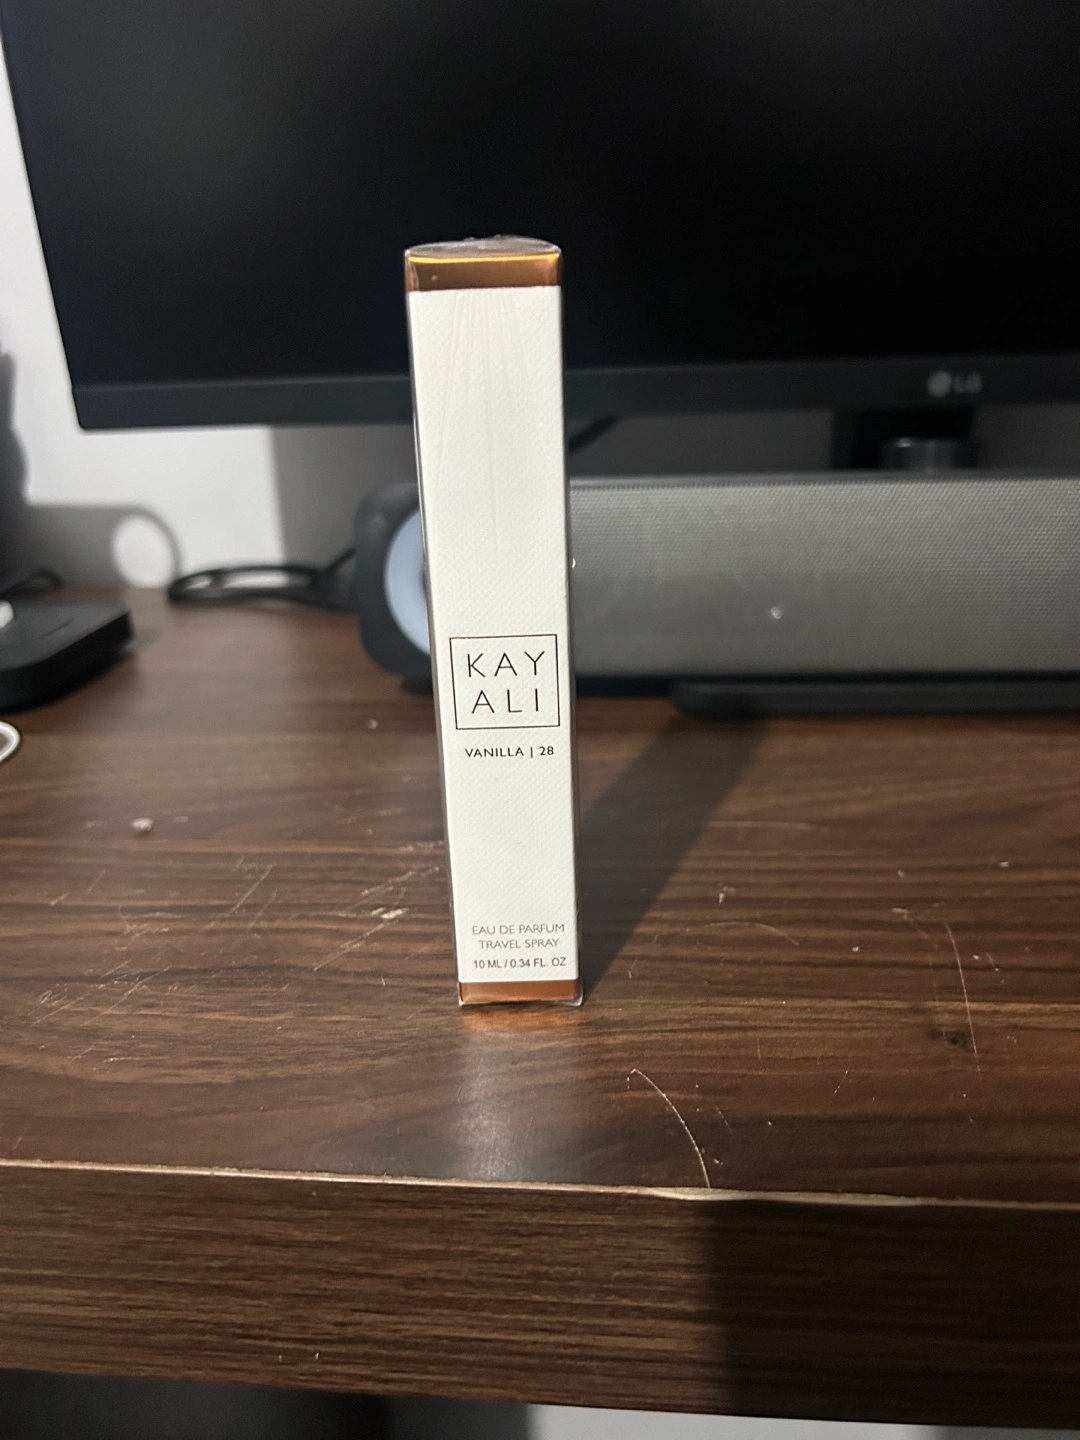 LG
KAY
ALI
VANILLA | 28
EAU DE PARFUM
TRAVEL SPRAY
10 ML / 0.34 FL. OZ